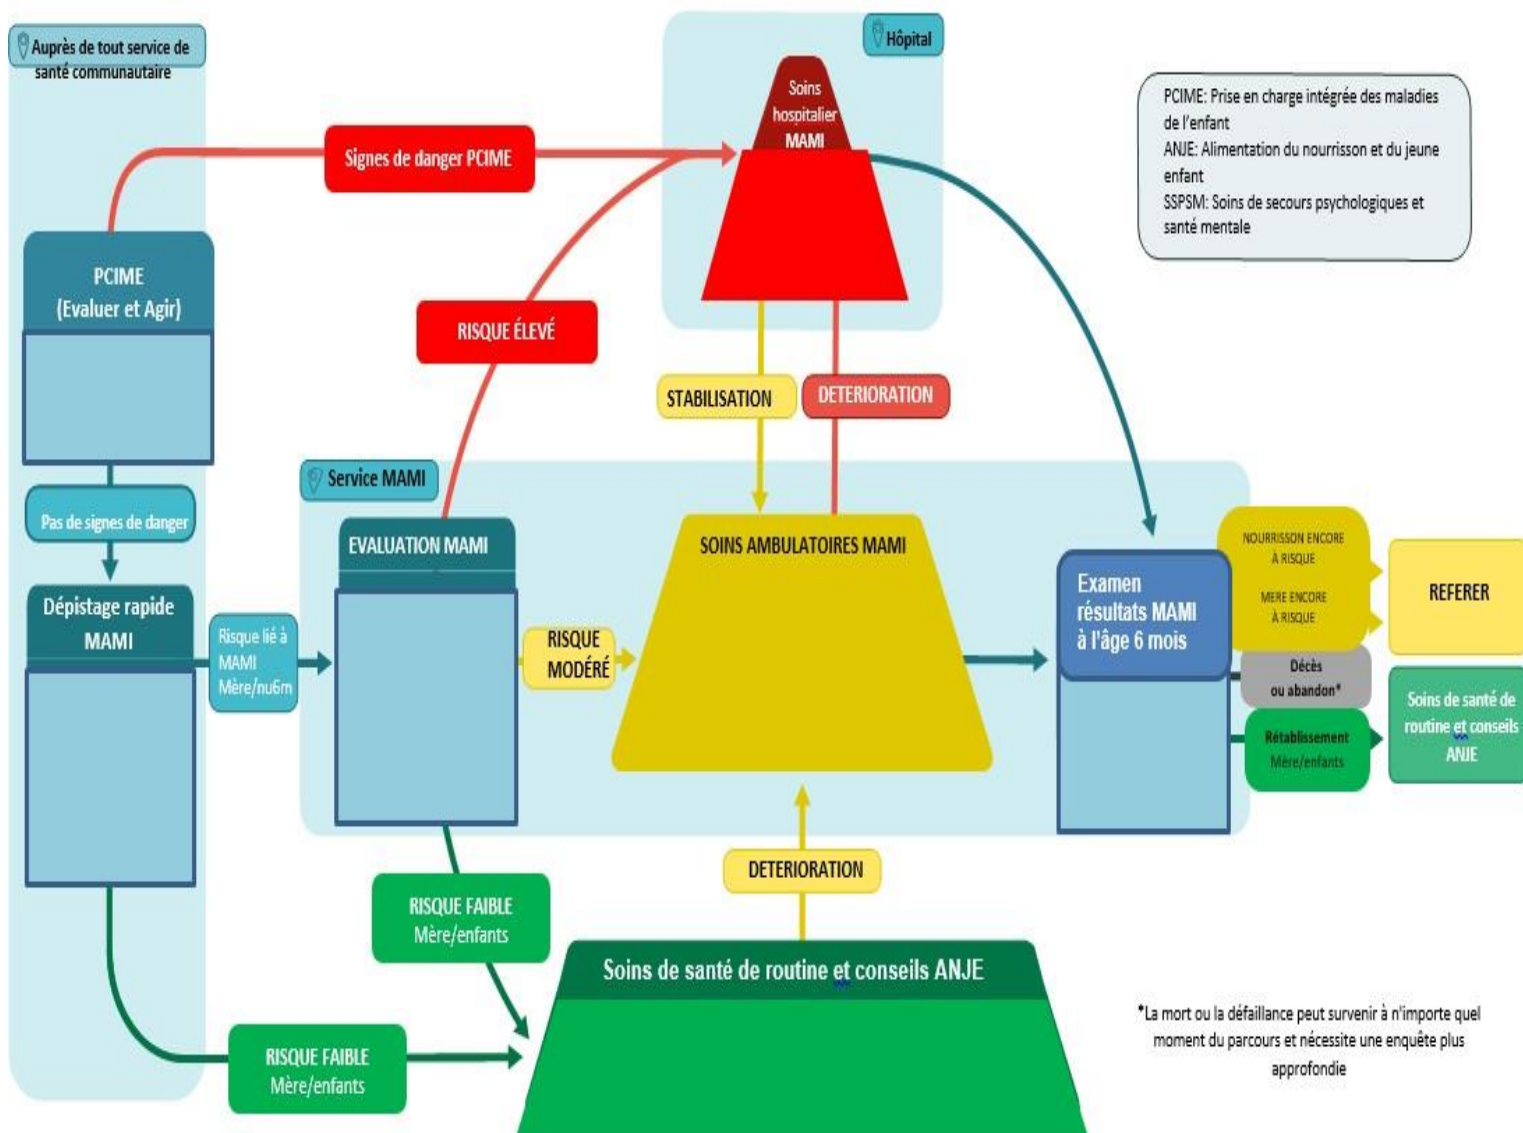 Auprès de tout service de
santé communautaire
Hôpital
Soins
hospitalier
MAMI
PCIME: Prise en charge intégrée des maladies
de l'enfant
ANJE: Alimentation du nourrisson et du jeune
enfant
SSPSM: Soins de secours psychologiques et
santé mentale
Signes de danger PCIME
PCIME
(Evaluer et Agir)
RISQUE ÉLEVÉ
STABILISATION
DETERIORATION
Service MAMI
Pas de signes de danger
EVALUATION MAMI
SOINS AMBULATOIRES MAMI
NOURRISSON ENCORE
À RISQUE
MERE ENCORE
À RISQUE
REFERER
Examen
résultats MAMI
à l'âge 6 mois
Dépistage rapide
MAMI
Risque lié à
MAMI
Mère/nu6m
RISQUE
MODÉRÉ
Décès
ou abandon*
Soins de santé de
routine et conseils
ANJE
Rétablissement
Mère/enfants
DETERIORATION
RISQUE FAIBLE
Mère/enfants
Soins de santé de routine et conseils ANJE
RISQUE FAIBLE
Mère/enfants
*La mort ou la défaillance peut survenir à n'importe quel
moment du parcours et nécessite une enquête plus
approfondie